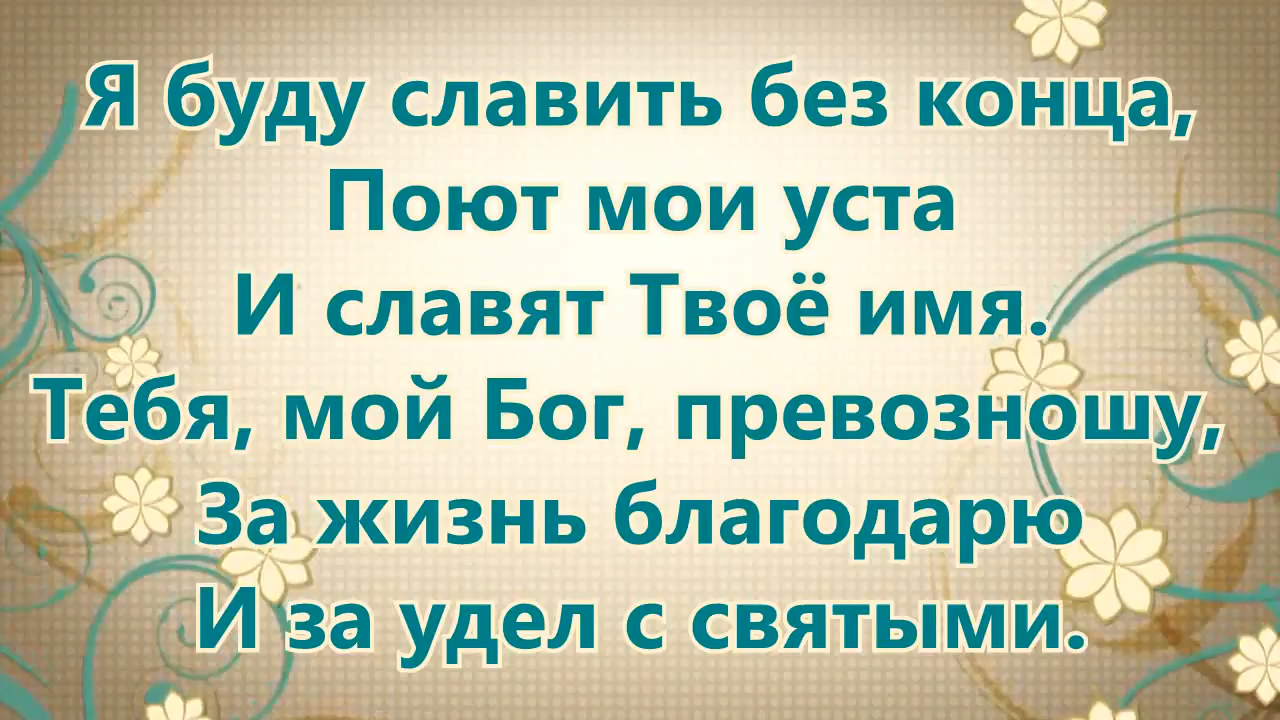 Я буду славить без конца,
Поют мои уста
И славят Твоё имя.
Тебя, мой Бог, превозношу,
За жизнь благодарю
И за удел с святыми.